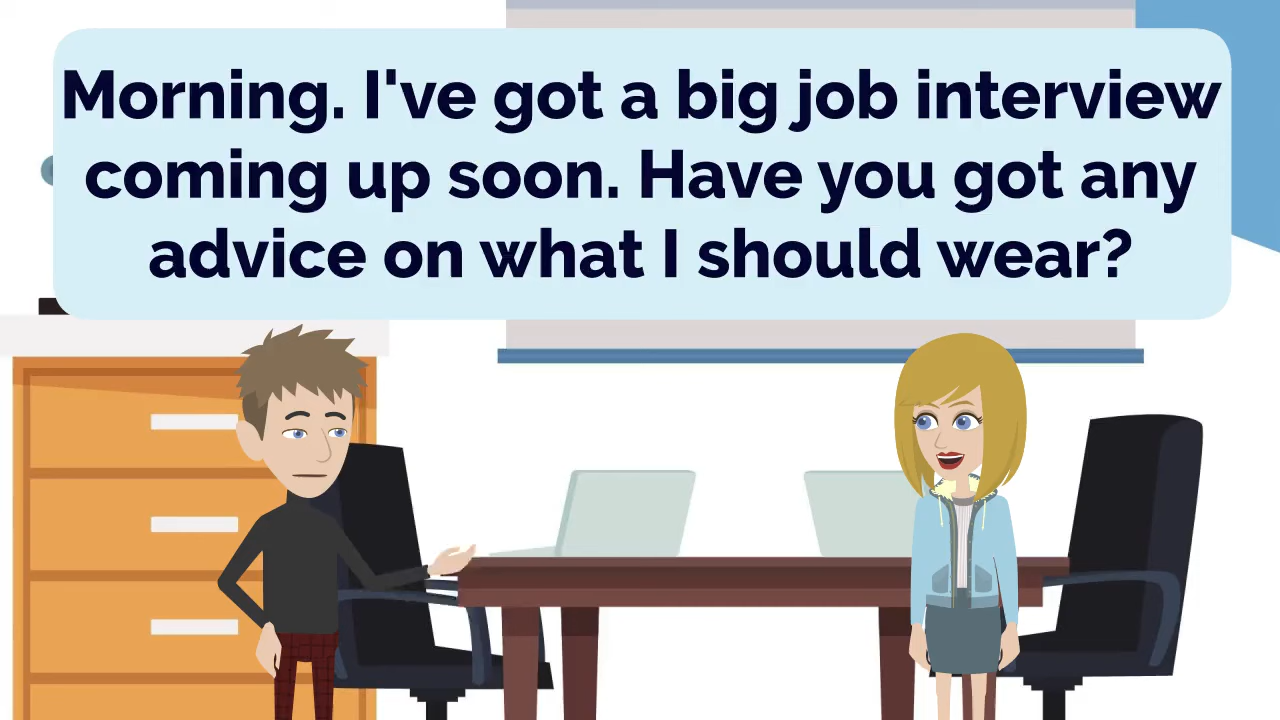 Morning. I've got a big job interview
coming up soon. Have you got any
advice on what I should wear?